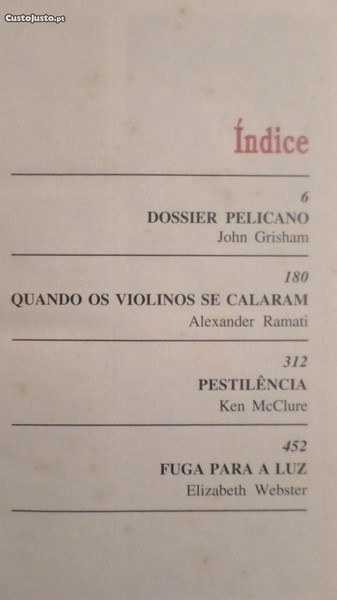 CustoJusto.pt
Índice
6
DOSSIER PELICANO
John Grisham
180
QUANDO OS VIOLINOS SE CALARAM
Alexander Ramati
312
PESTILÊNCIA
Ken McClure
452
FUGA PARA A LUZ
Elizabeth Webster